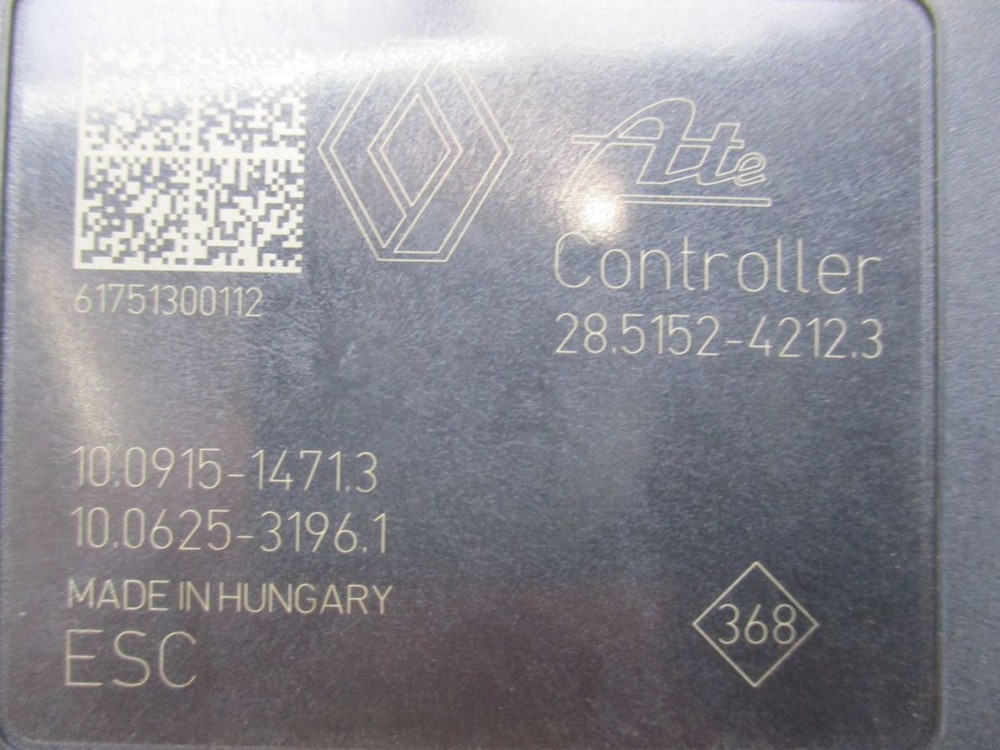 Ate
Controller
61751300112
28.5152-4212.3
10.0915-1471.3
10.0625-3196.1
MADE IN HUNGARY
ESC
368